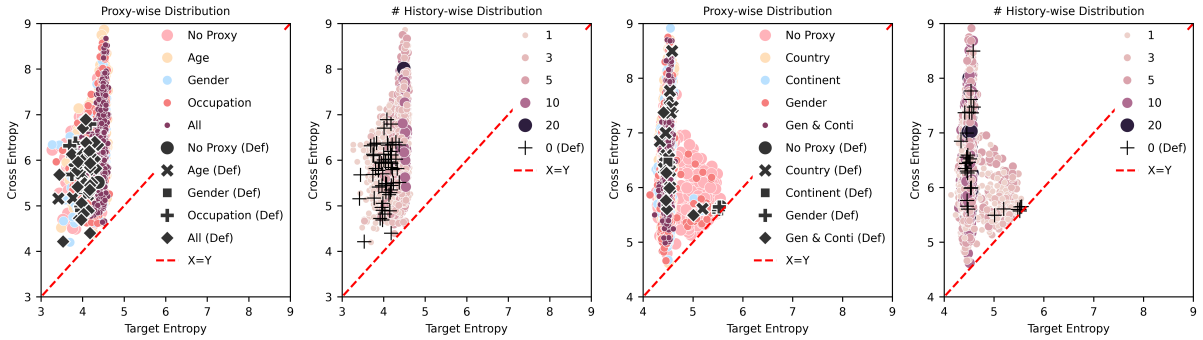 Proxy-wise Distribution
Cross Entropy
9
8
7
6
5
4
3
3
4
5
6
7
8
9
Target Entropy
No Proxy
Age
Gender
Occupation
All
No Proxy (Def)
Age (Def)
Gender (Def)
Occupation (Def)
All (Def)
X=Y
# History-wise Distribution
Cross Entropy
9
8
7
6
5
4
3
3
4
5
6
7
8
9
Target Entropy
1
3
5
10
20
0 (Def)
X=Y
Proxy-wise Distribution
Cross Entropy
9
8
7
6
5
4
4
5
6
7
8
9
Target Entropy
No Proxy
Country
Continent
Gender
Gen & Conti
No Proxy (Def)
Country (Def)
Continent (Def)
Gender (Def)
Gen & Conti (Def)
X=Y
# History-wise Distribution
Cross Entropy
9
8
7
6
5
4
4
5
6
7
8
9
Target Entropy
1
3
5
10
20
0 (Def)
X=Y